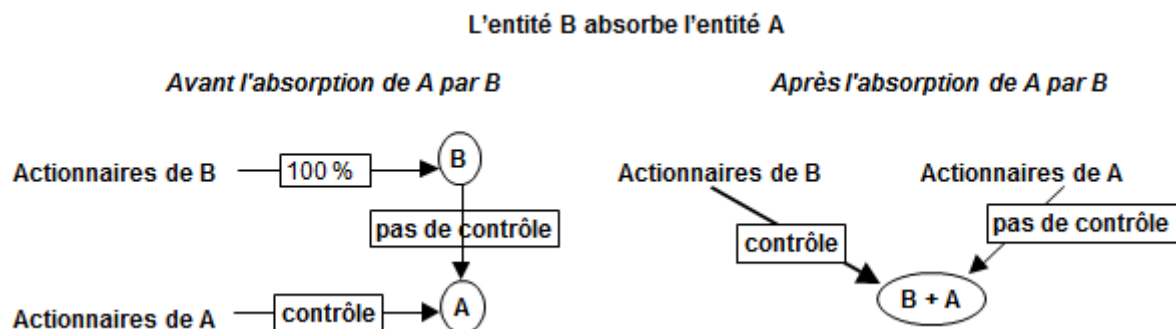 L'entité B absorbe l'entité A
Avant l'absorption de A par B
Après l'absorption de A par B
Actionnaires de B
100 %
B
pas de contrôle
Actionnaires de A
contrôle
A
Actionnaires de B
Actionnaires de A
contrôle
pas de contrôle
B + A